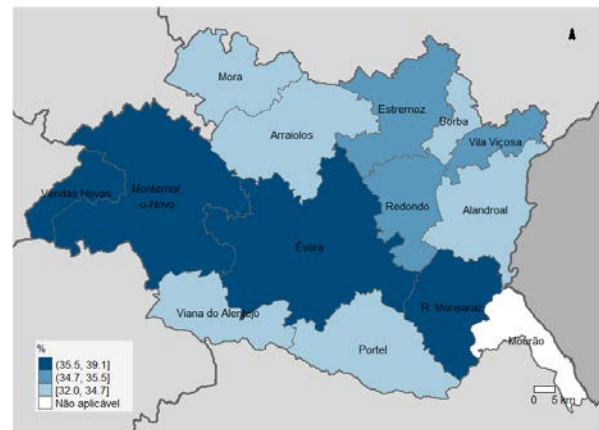 Mora
Estremoz
Borba
Arraiolos
Vila Viçosa
Vendas Novas
Montemor
-o-Novo
Redondo
Alandroal
Évora
R. Monsaraz
Viana do Alentejo
Mourão
Portel
%
(35.5, 39.1]
(34.7, 35.5]
[32.0, 34.7]
Não aplicável
0 5 km